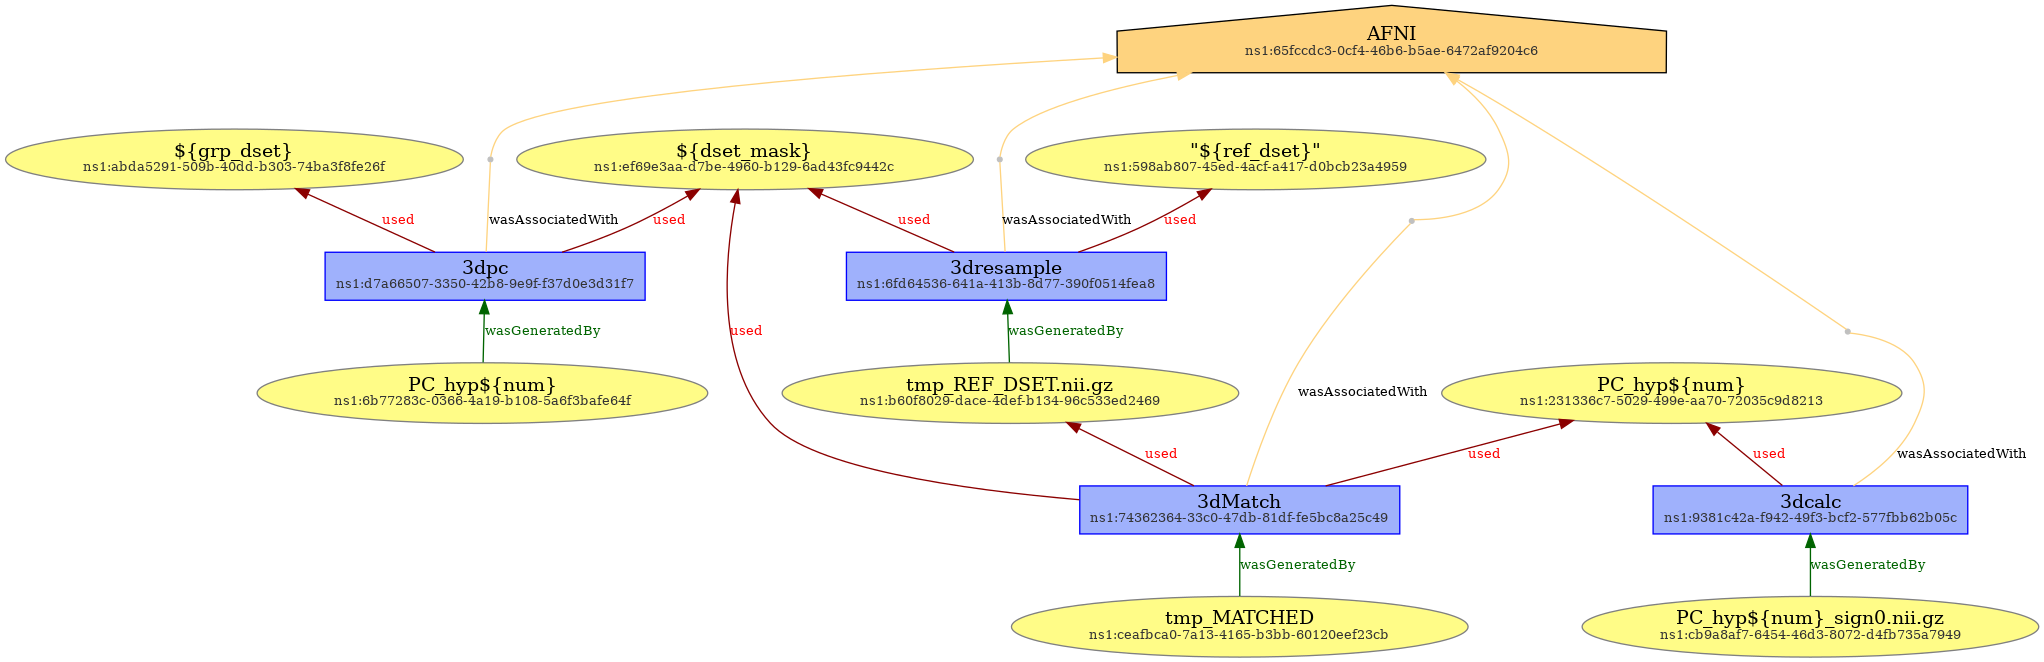 AFNI
ns1:65fccdc3-0cf4-46b6-b5ae-6472af9204c6
${grp_dset}
ns1:abda5291-509b-40dd-b303-74ba3f8fe26f
${dset_mask}
ns1:ef69e3aa-d7be-4960-b129-6ad43fc9442c
"${ref_dset}"
ns1:598ab807-45ed-4acf-a417-d0bcb23a4959
used
wasAssociatedWith
used
used
wasAssociatedWith
used
3dpc
ns1:d7a66507-3350-42b8-9e9f-f37d0e3d31f7
3dresample
ns1:6fd64536-641a-413b-8d77-390f0514fea8
wasGeneratedBy
used
wasGeneratedBy
PC_hyp${num}
ns1:6b77283c-0366-4a19-b108-5a6f3bafe64f
tmp_REF_DSET.nii.gz
ns1:b60f8029-dace-4def-b134-96c533ed2469
wasAssociatedWith
PC_hyp${num}
ns1:231336c7-5029-499e-aa70-72035c9d8213
used
used
used
wasAssociatedWith
3dMatch
ns1:74362364-33c0-47db-81df-fe5bc8a25c49
3dcalc
ns1:9381c42a-f942-49f3-bcf2-577fbb62b05c
wasGeneratedBy
wasGeneratedBy
tmp_MATCHED
ns1:ceafbca0-7a13-4165-b3bb-60120eef23cb
PC_hyp${num}_sign0.nii.gz
ns1:cb9a8af7-6454-46d3-8072-d4fb735a7949